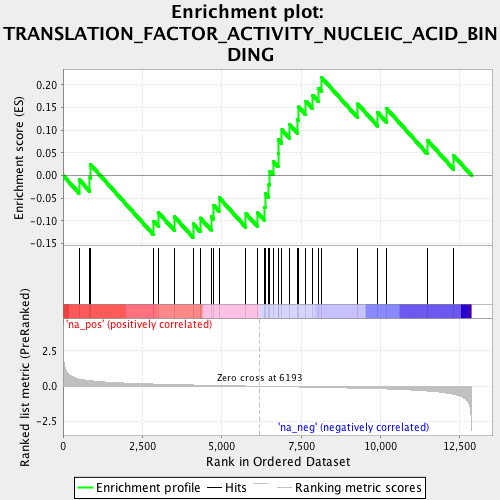 Enrichment plot:
TRANSLATION_FACTOR_ACTIVITY_NUCLEIC_ACID_BIN
DING
Enrichment score (ES)
0.20
0.15
0.10
0.05
0.00
-0.05
-0.10
-0.15
'na_pos' (positively correlated)
Ranked list metric (PreRanked)
2.5
0.0
-2.5
Zero cross at 6193
'na_neg' (negatively correlated)
0
2,500
5,000
7,500
10,000
12,500
Rank in Ordered Dataset
Enrichment profile
Hits
Ranking metric scores